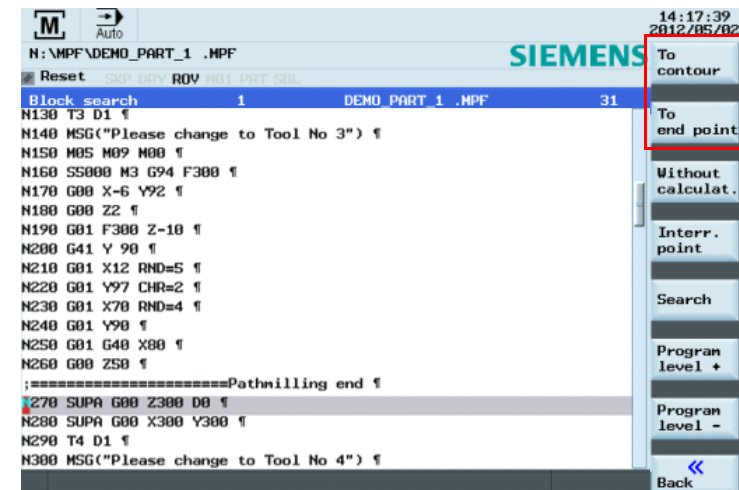 M
Auto
14:17:39
2012/05/02
N:\MPF\DEMO_PART_1 .MPF
SIEMENS
Reset SKP DRY ROV M01 PRT SBL
Block search 1 DEMO_PART_1 .MPF 31
N130 T3 D1 ¶
N140 MSG("Please change to Tool No 3") ¶
N150 M05 M09 M00 ¶
N160 S5000 M3 G94 F300 ¶
N170 G00 X-6 Y92 ¶
N180 G00 Z2 ¶
N190 G01 F300 Z-10 ¶
N200 G41 Y 90 ¶
N210 G01 X12 RND=5 ¶
N220 G01 Y97 CHR=2 ¶
N230 G01 X70 RND=4 ¶
N240 G01 Y90 ¶
N250 G01 G40 X80 ¶
N260 G00 Z50 ¶
;======================Pathmilling end ¶
N270 SUPA G00 Z300 D0 ¶
N280 SUPA G00 X300 Y300 ¶
N290 T4 D1 ¶
N300 MSG("Please change to Tool No 4") ¶
To
contour
To
end point
Without
calculat.
Interr.
point
Search
Program
level +
Program
level -
«
Back